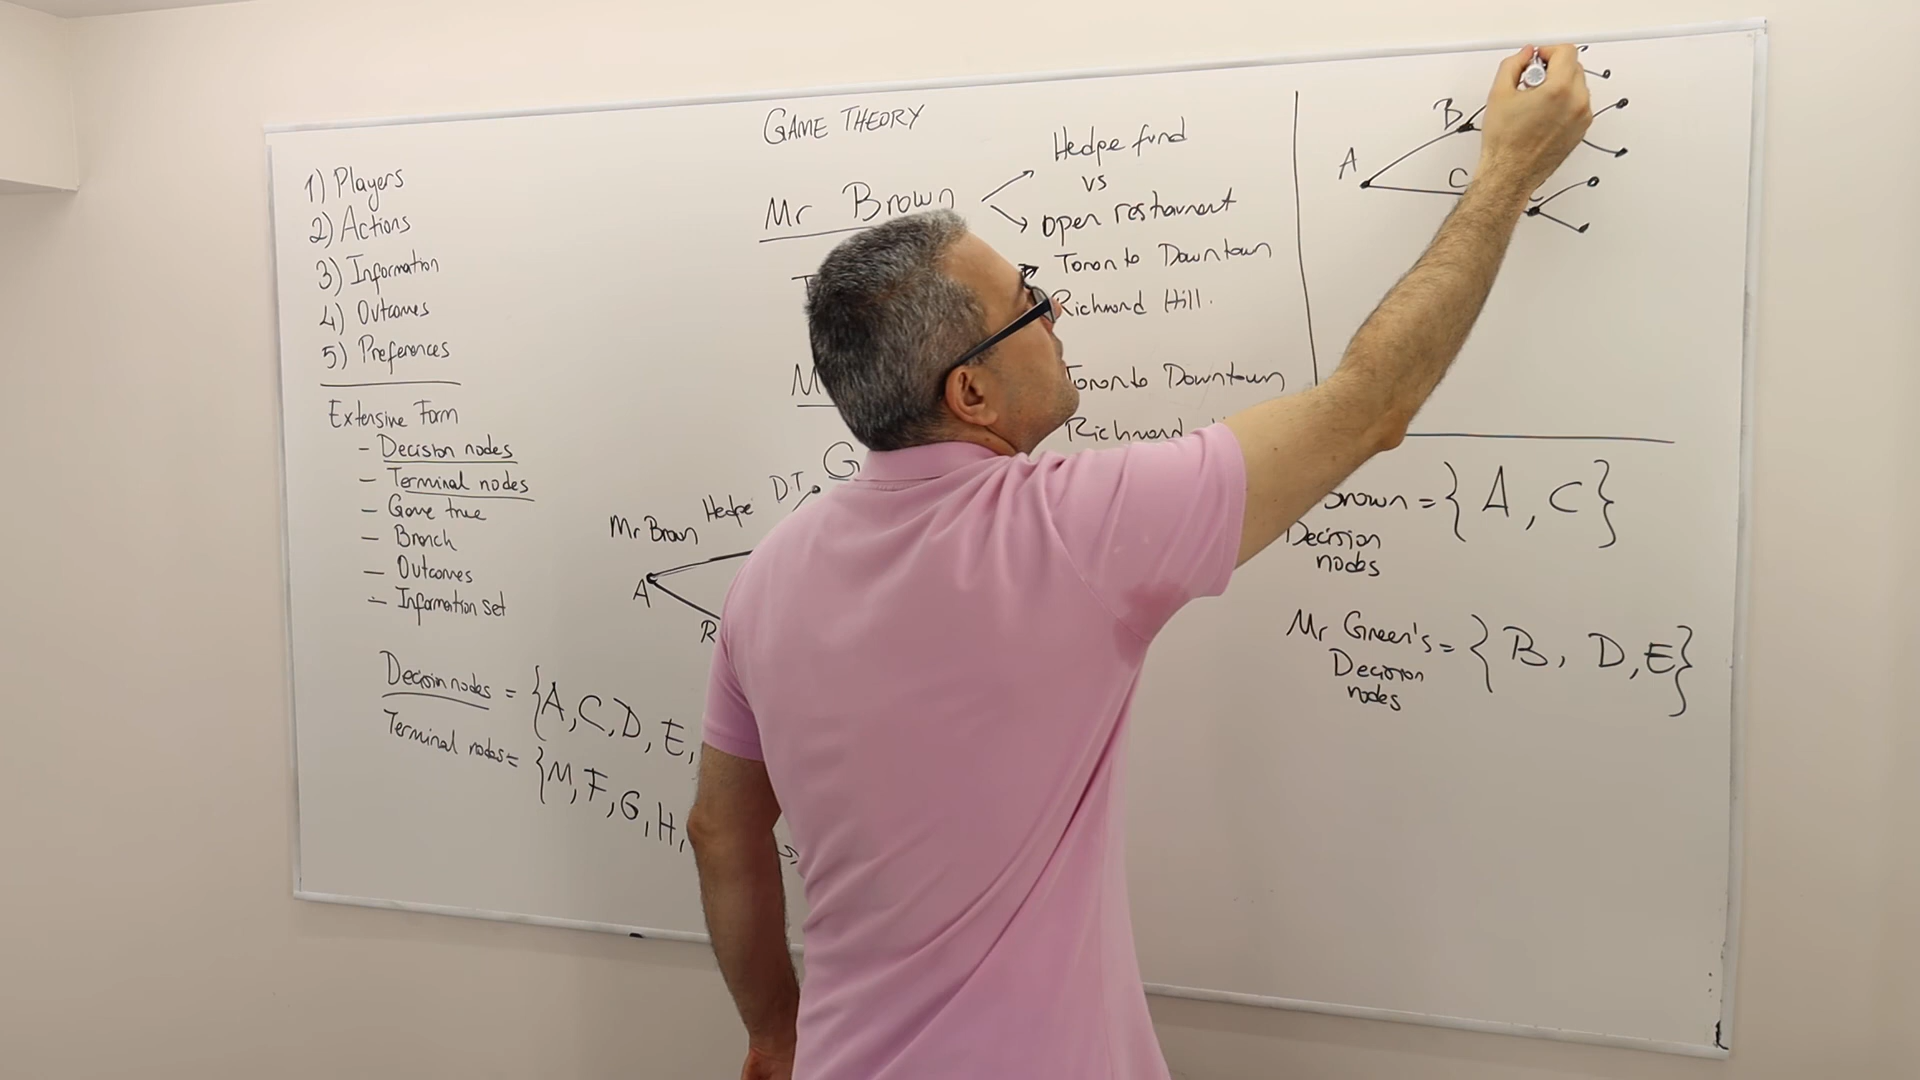 GAME THEORY
1) Players
2) Actions
3) Information
4) Outcomes
5) Preferences
Extensive Form
- Decision nodes
- Terminal nodes
- Game tree
- Branch
- Outcomes
- Information set
Decision nodes = {A, C, D, E,
Terminal nodes = {M, F, G, H,
Mr Brown
Hedge fund
vs
open restaurant
Toronto Downtown
Richmond Hill.
Toronto Downtown
Richmond
G
D.T.
Hedge
Mr Brown
A
R
B
A
C
Brown = {A, C}
Decision
nodes
Mr Green's = {B, D, E}
Decision
nodes